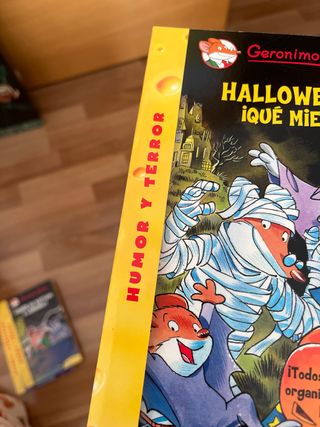 Geronimo
HALLOWE
¡QUÉ MIE
HUMOR Y TERROR
¡Todos
organi